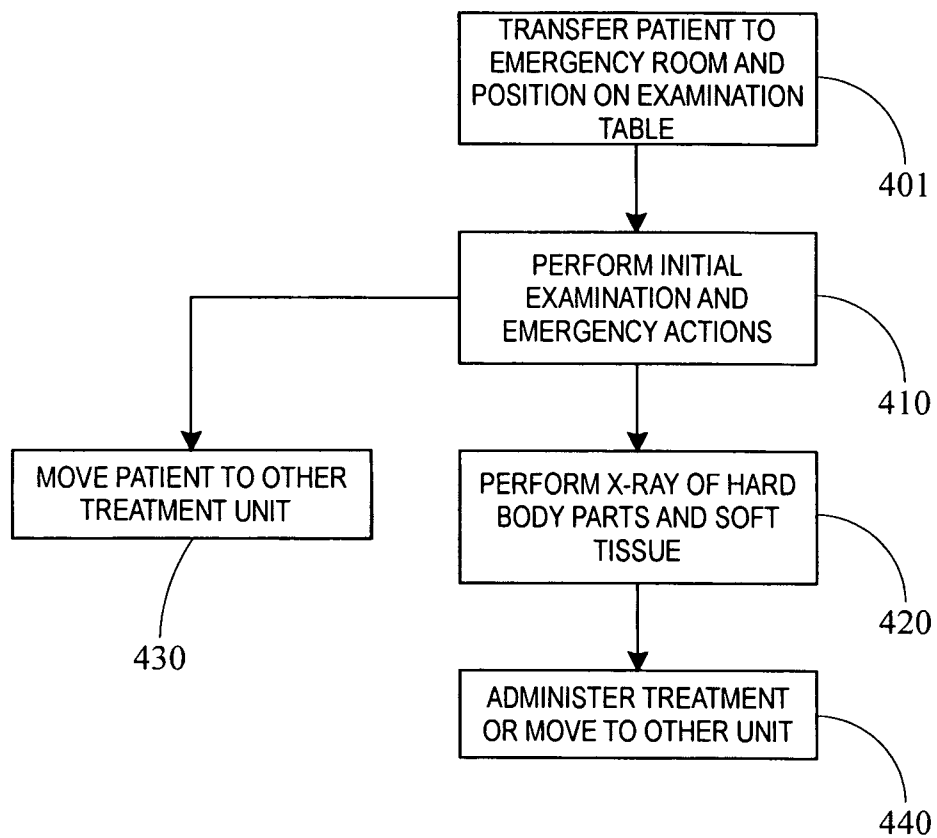 TRANSFER PATIENT TO
EMERGENCY ROOM AND
POSITION ON EXAMINATION
TABLE
401
PERFORM INITIAL
EXAMINATION AND
EMERGENCY ACTIONS
410
MOVE PATIENT TO OTHER
TREATMENT UNIT
430
PERFORM X-RAY OF HARD
BODY PARTS AND SOFT
TISSUE
420
ADMINISTER TREATMENT
OR MOVE TO OTHER UNIT
440